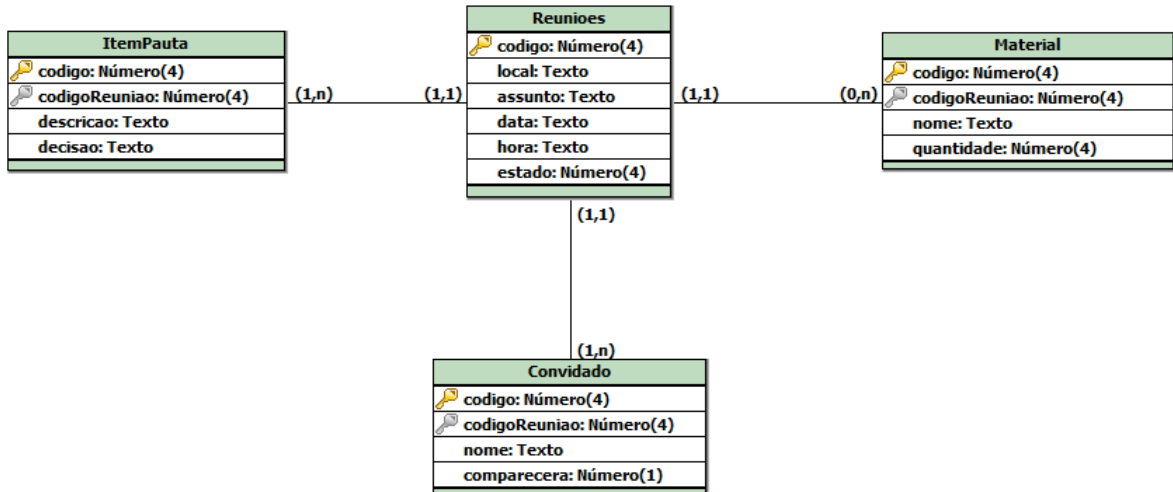 Reunioes
codigo: Número(4)
local: Texto
assunto: Texto
data: Texto
hora: Texto
estado: Número(4)
ItemPauta
codigo: Número(4)
codigoReuniao: Número(4)
descricao: Texto
decisao: Texto
(1,n)
(1,1)
(1,1)
(0,n)
Material
codigo: Número(4)
codigoReuniao: Número(4)
nome: Texto
quantidade: Número(4)
(1,1)
(1,n)
Convidado
codigo: Número(4)
codigoReuniao: Número(4)
nome: Texto
comparecera: Número(1)